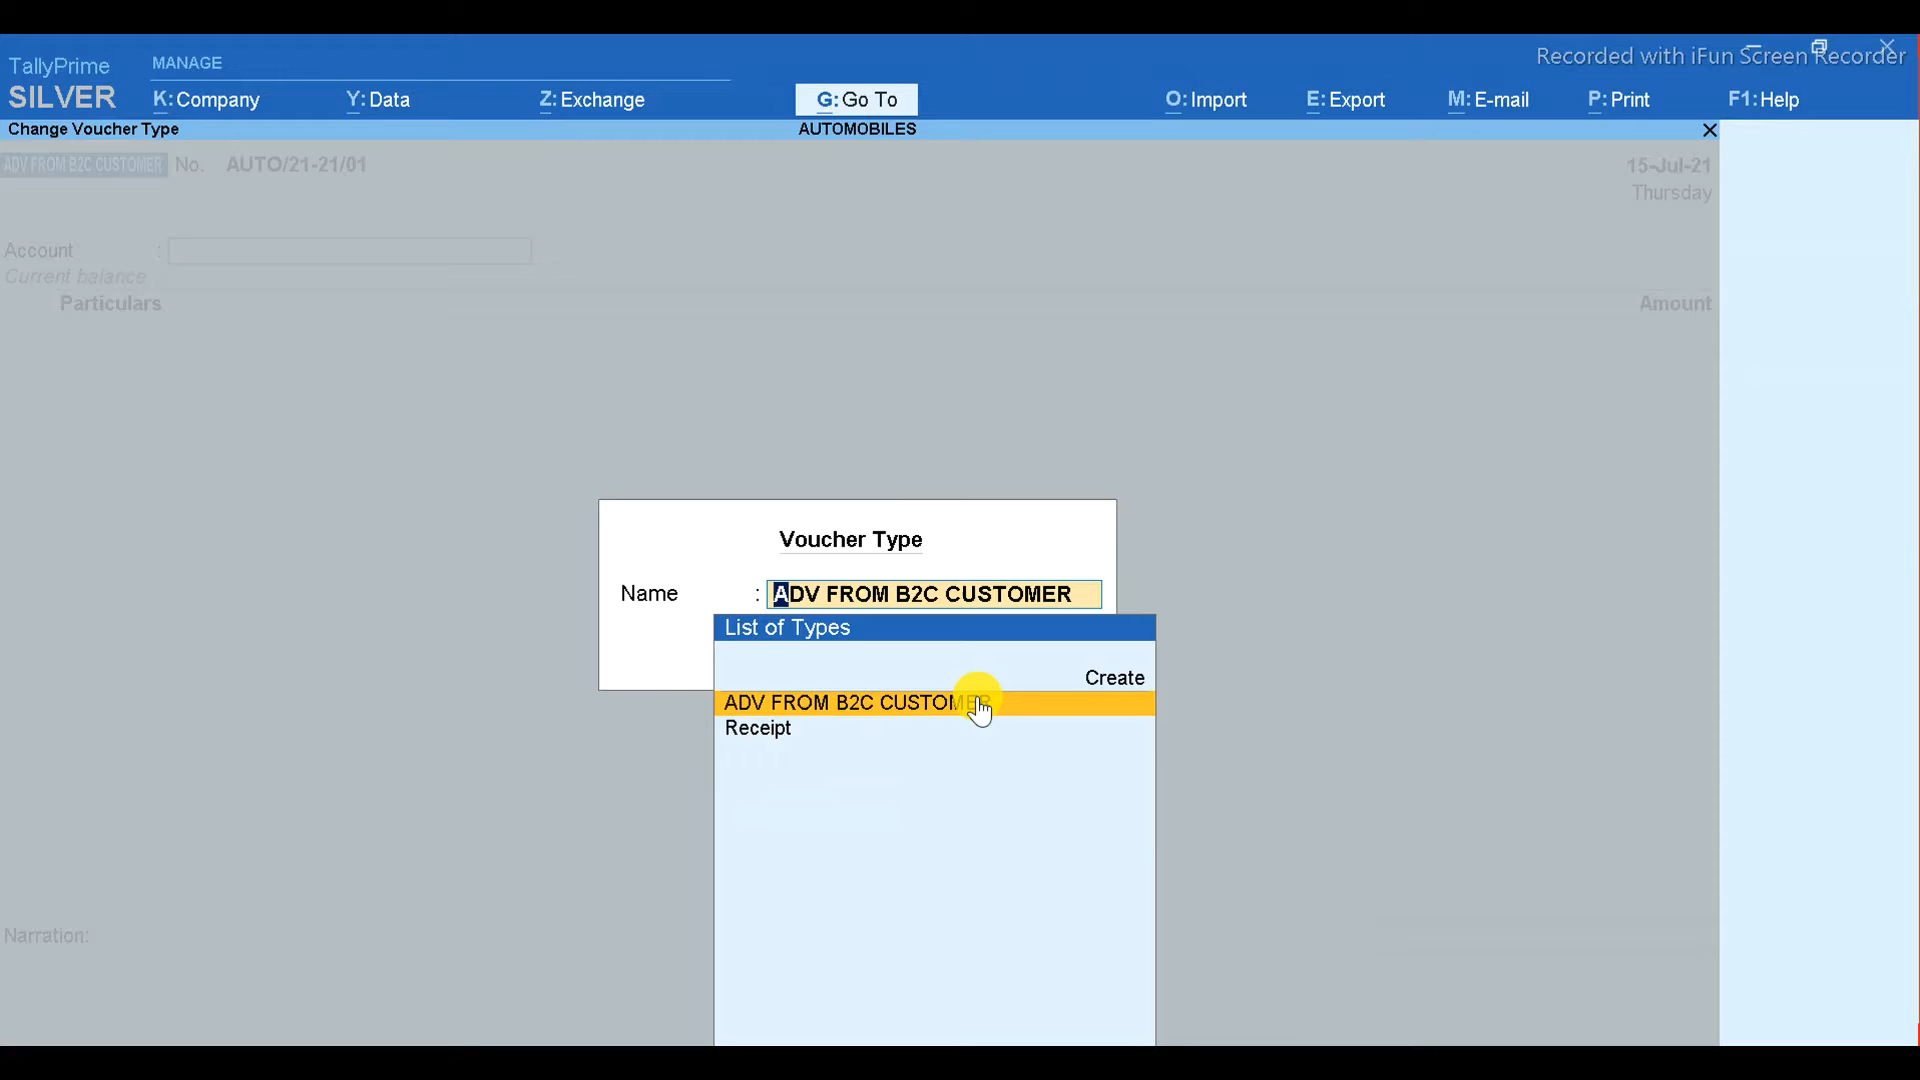 Recorded with iFun Screen Recorder
TallyPrime
SILVER
MANAGE
K:Company
Y:Data
Z:Exchange
G:Go To
O:Import
E:Export
M:E-mail
P:Print
F1:Help
Change Voucher Type
AUTOMOBILES
ADV FROM B2C CUSTOMER No. AUTO/21-21/01
15-Jul-21
Thursday
Account :
Current balance
Particulars
Amount
Voucher Type
Name : ADV FROM B2C CUSTOMER
List of Types
Create
ADV FROM B2C CUSTOMER
Receipt
Narration: